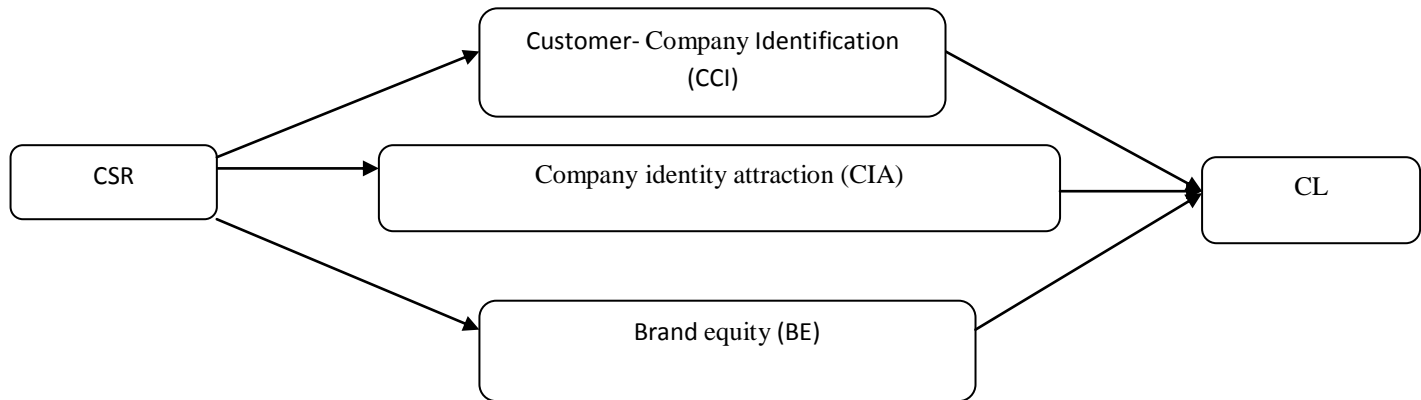 Customer- Company Identification
(CCI)
CSR
Company identity attraction (CIA)
CL
Brand equity (BE)